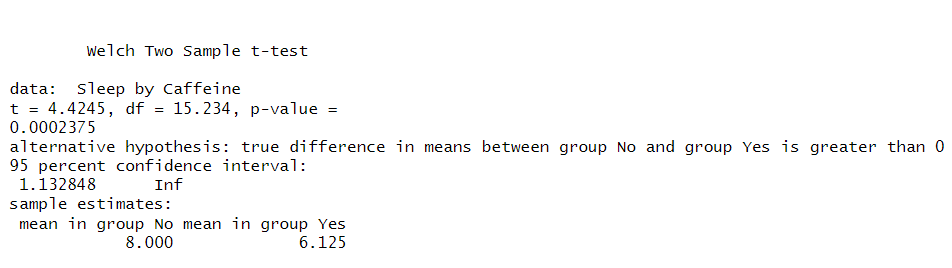 Welch Two Sample t-test
data:  Sleep by Caffeine
t = 4.4245, df = 15.234, p-value =
0.0002375
alternative hypothesis: true difference in means between group No and group Yes is greater than 0
95 percent confidence interval:
 1.132848      Inf
sample estimates:
 mean in group No mean in group Yes
            8.000             6.125